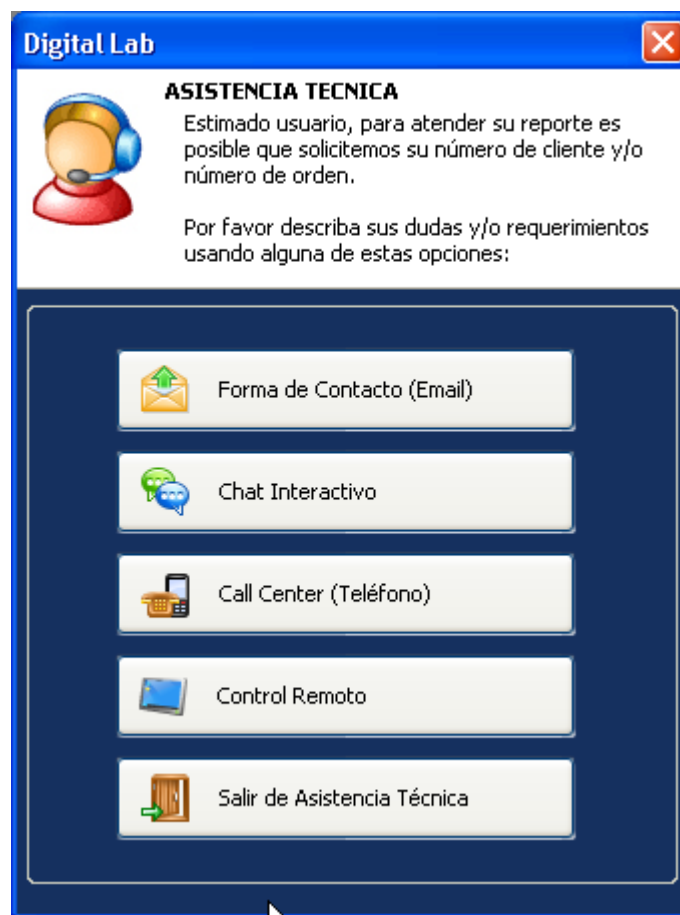 Digital Lab
ASISTENCIA TECNICA
Estimado usuario, para atender su reporte es
posible que solicitemos su número de cliente y/o
número de orden.
Por favor describa sus dudas y/o requerimientos
usando alguna de estas opciones:
Forma de Contacto (Email)
Chat Interactivo
Call Center (Teléfono)
Control Remoto
Salir de Asistencia Técnica